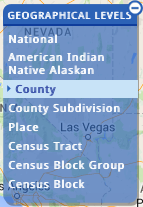 GEOGRAPHICAL LEVELS
NEVADA
National
American Indian
Native Alaskan
County
County Subdivision
Place
Las Vegas
Census Tract
Census Block Group
Census Block